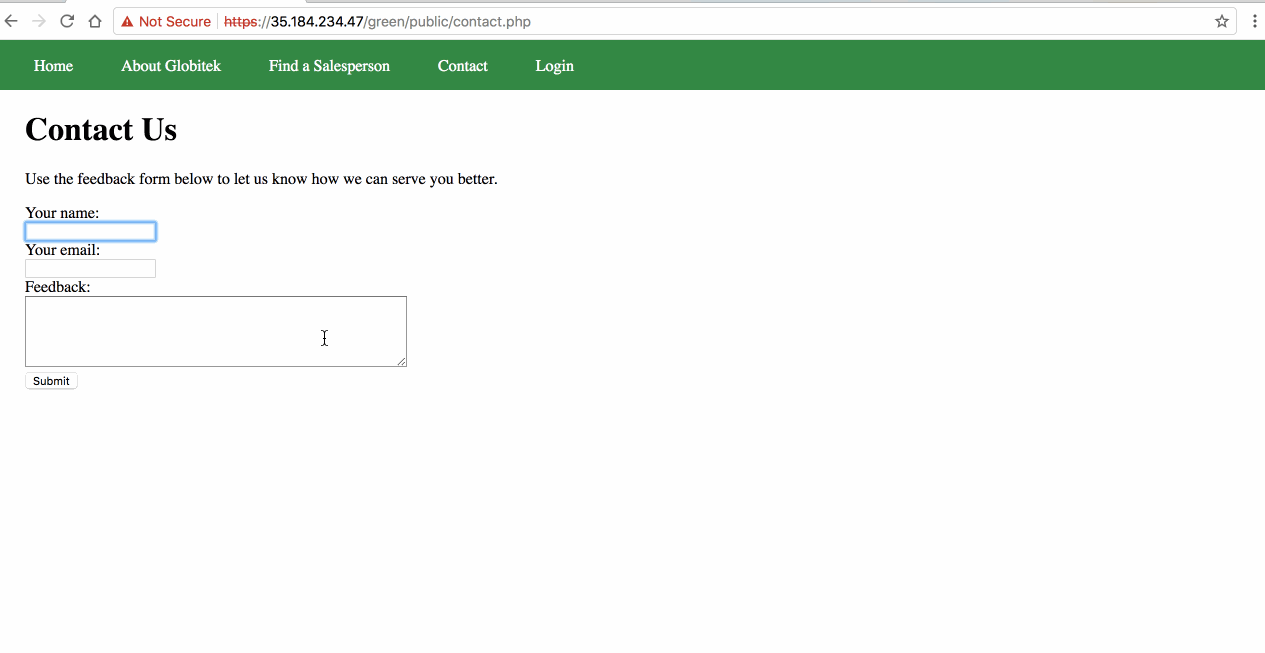 Not Secure https://35.184.234.47/green/public/contact.php
Home About Globitek Find a Salesperson Contact Login
Contact Us
Use the feedback form below to let us know how we can serve you better.
Your name:
Your email:
Feedback:
Submit